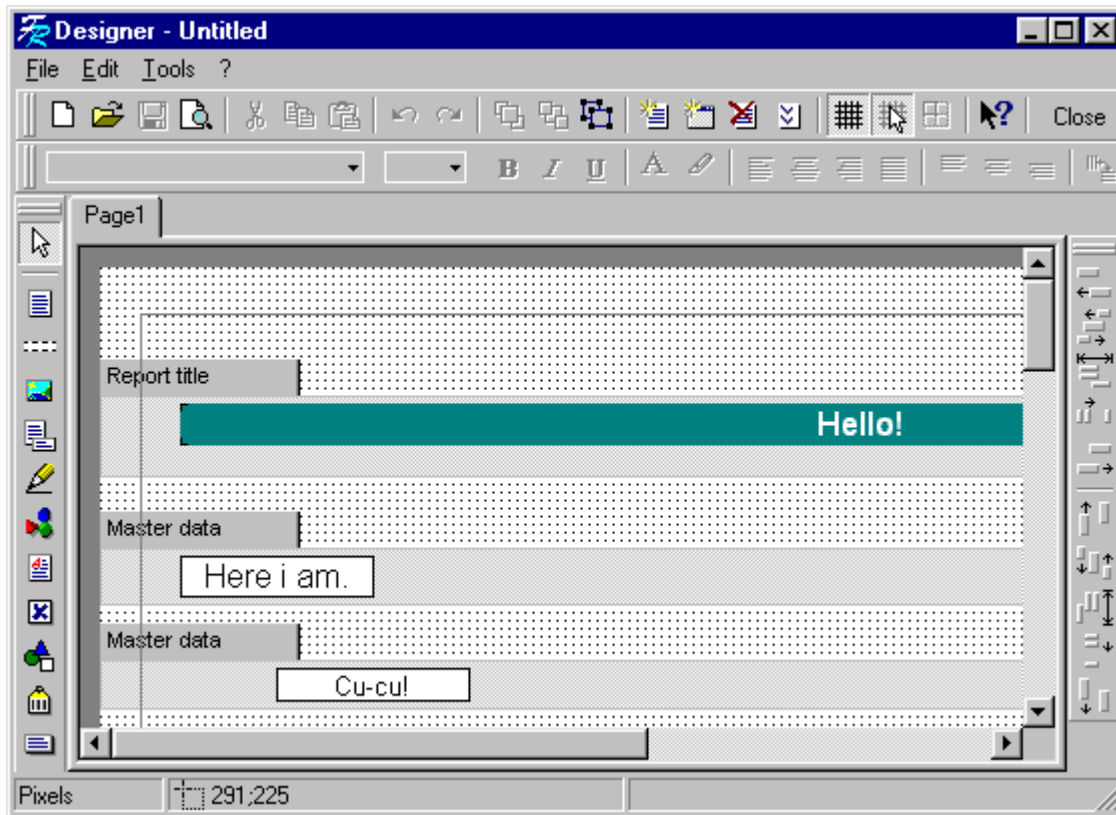 FR Designer - Untitled
File Edit Tools ?
Close
B I U A
Page1
Report title
Hello!
Master data
Here i am.
Master data
Cu-cu!
Pixels 291;225